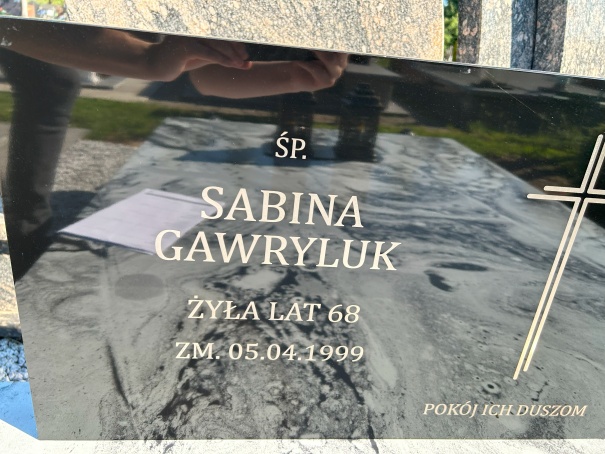 ŚP.
SABINA
GAWRYLUK
ŻYŁA LAT 68
ZM. 05.04.1999
POKÓJ ICH DUSZOM